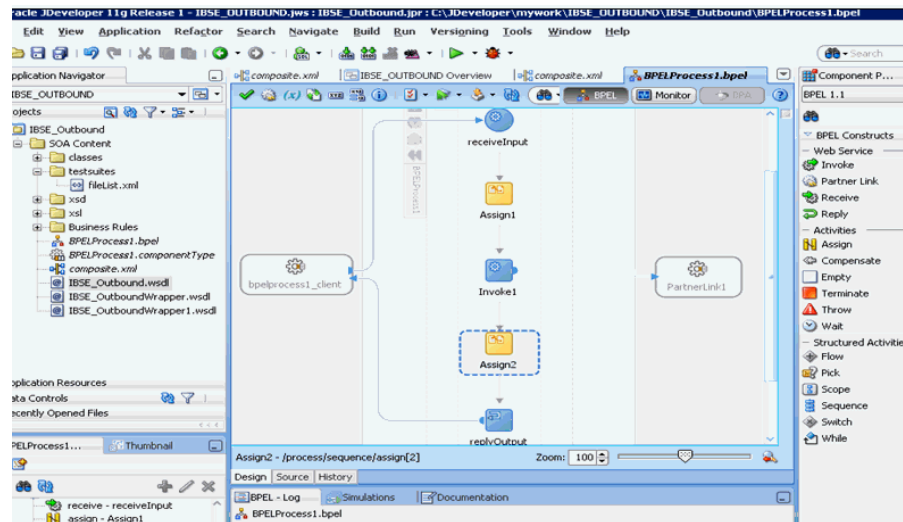 racle JDeveloper 11g Release 1 - IBSE_OUTBOUND.jws : IBSE_Outbound.jpr : C:\JDeveloper\mywork\IBSE_OUTBOUND\IBSE_Outbound\BPELProcess1.bpel
Edit View Application Refactor Search Navigate Build Run Versioning Tools Window Help
Search
pplication Navigator
composite.xml
IBSE_OUTBOUND Overview
composite.xml
BPELProcess1.bpel
Component P...
IBSE_OUTBOUND
BPEL
Monitor
BPA
BPEL 1.1
ojects
IBSE_Outbound
SOA Content
classes
testsuites
fileList.xml
xsd
xsl
Business Rules
BPELProcess1.bpel
BPELProcess1.componentType
composite.xml
IBSE_Outbound.wsdl
IBSE_OutboundWrapper.wsdl
IBSE_OutboundWrapper1.wsdl
pplication Resources
ata Controls
ecently Opened Files
PELProcess1...
Thumbnail
receive - receiveInput
assign - Assign1
BPELProcess1
receiveInput
Assign1
bpelprocess1_client
Invoke1
PartnerLink1
Assign2
replyOutput
Assign2 - /process/sequence/assign[2]
Zoom: 100
Design Source History
BPEL - Log
Simulations
Documentation
BPELProcess1.bpel
BPEL Constructs
Web Service
Invoke
Partner Link
Receive
Reply
Activities
Assign
Compensate
Empty
Terminate
Throw
Wait
Structured Activitie
Flow
Pick
Scope
Sequence
Switch
While